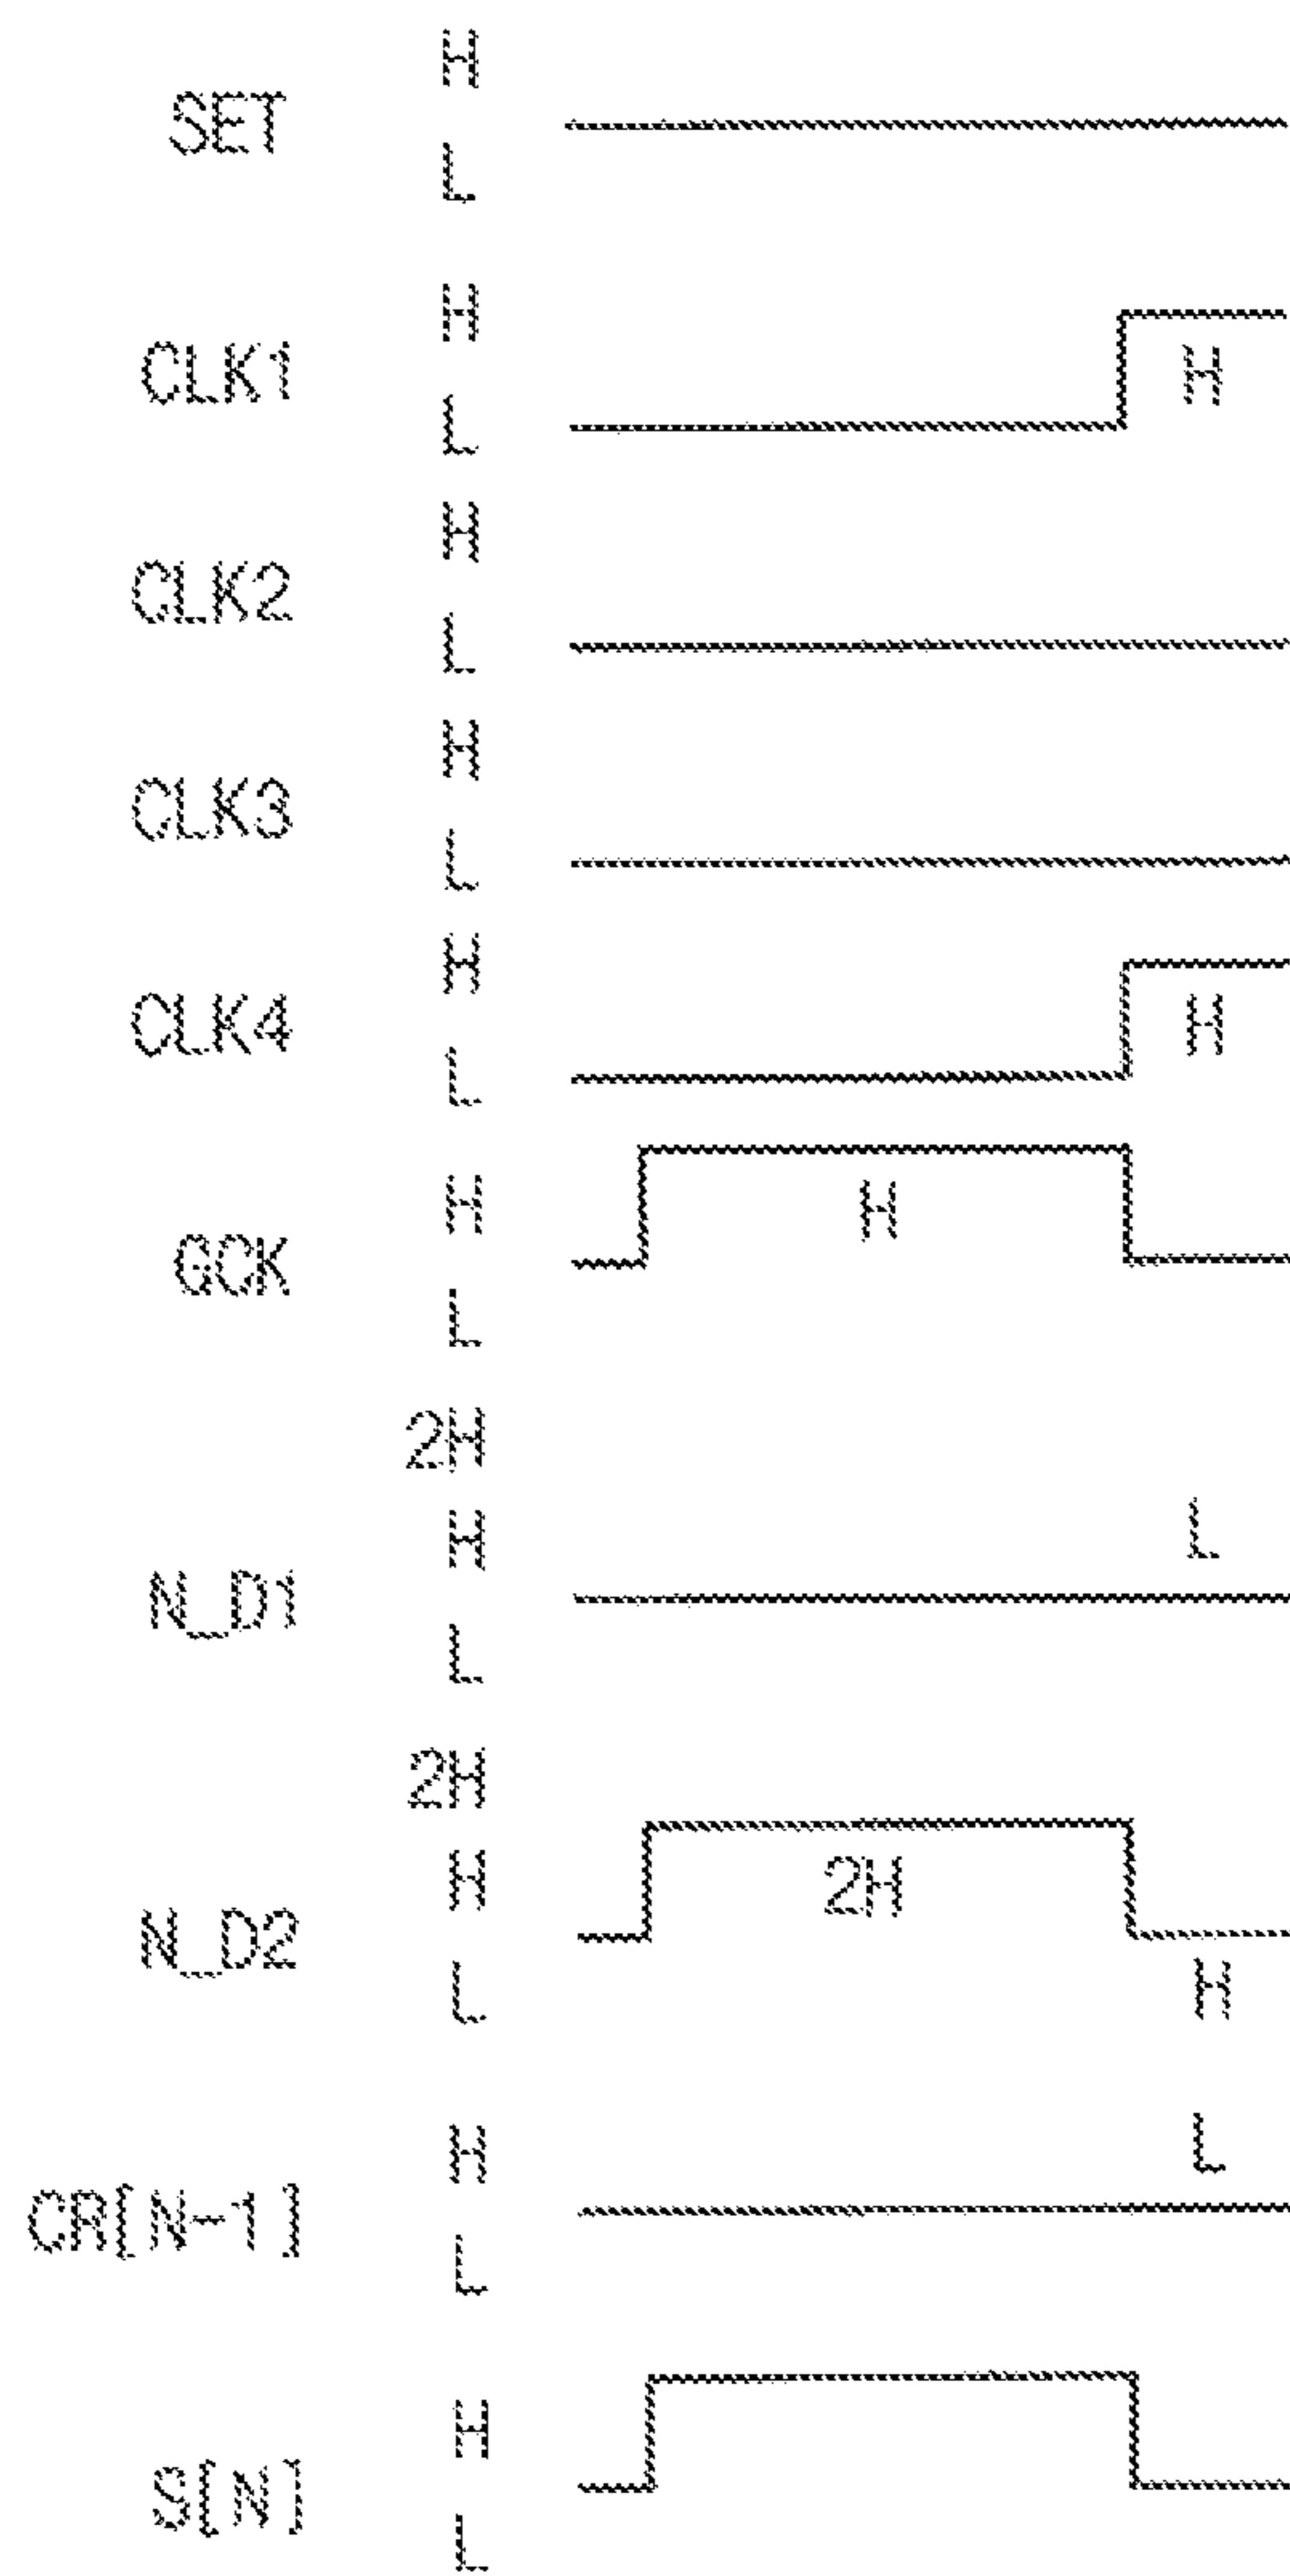 H
SET
L
H
CLK1 H
L
H
CLK2
L
H
CLK3
L
H
CLK4 H
L
H H
GCK
L
2H
H L
N_D1
L
2H
H 2H
N_D2
L H
H L
CR[N-1]
L
H
S[N]
L